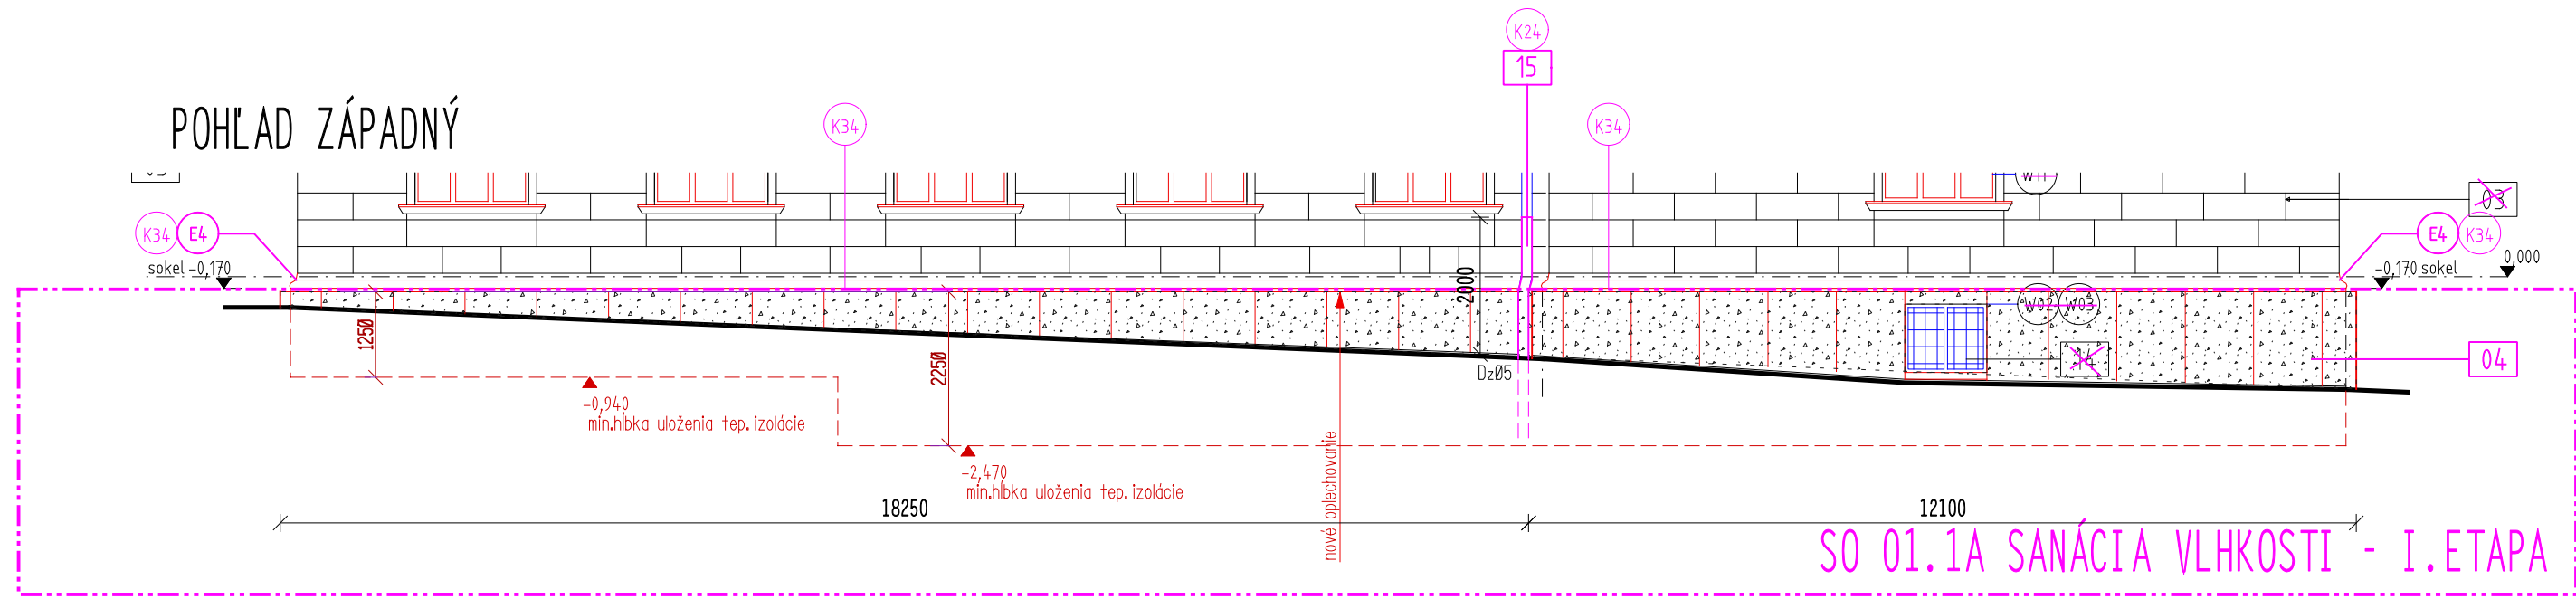 K24
15
POHĽAD ZÁPADNÝ
K34
K34
03
K34
E4
E4
K34
sokel -0,170
-0,170 sokel
0,000
2000
W02
W03
1250
2250
04
DzØ5
-0,940
min.hĺbka uloženia tep.izolácie
-2,470
min.hĺbka uloženia tep.izolácie
nové oplechovanie
18250
12100
SO 01.1A SANÁCIA VLHKOSTI - I.ETAPA